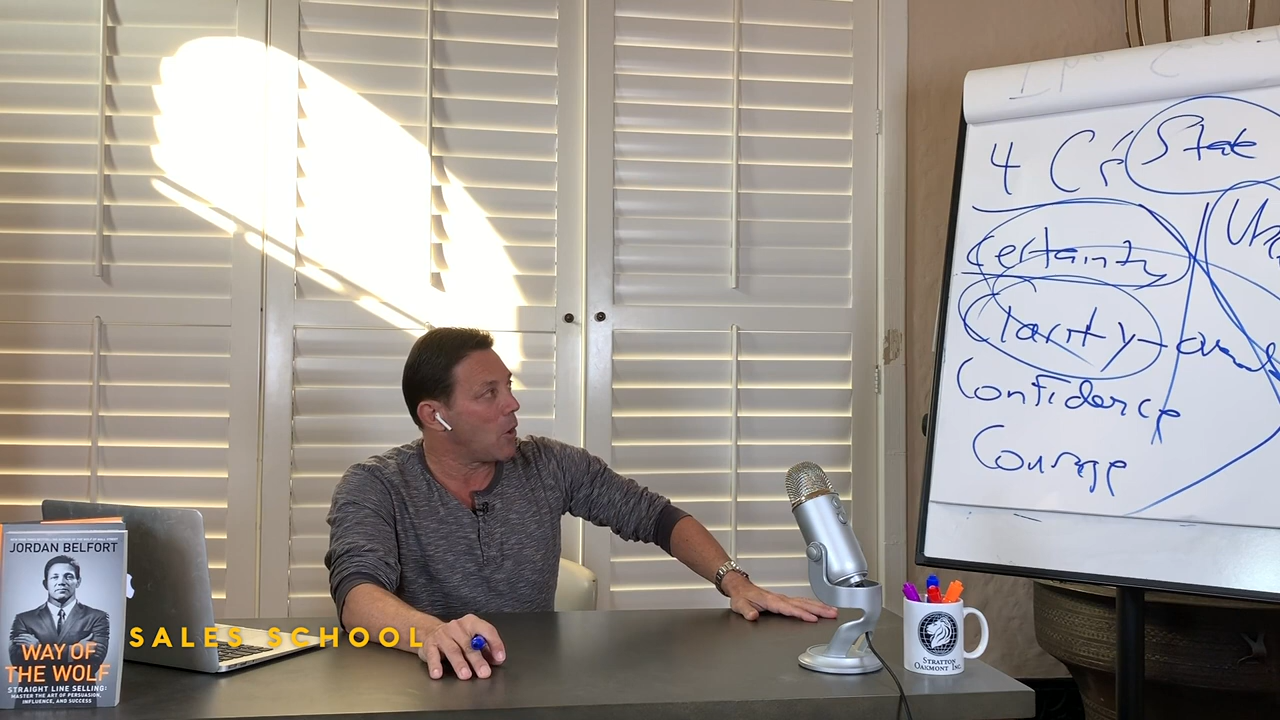 4 C's State
Certainty
Clarity -
Confidence
Courage
JORDAN BELFORT
WAY OF
THE WOLF
STRAIGHT LINE SELLING:
MASTER THE ART OF PERSUASION,
INFLUENCE, AND SUCCESS
SALES SCHOOL
STRATTON
OAKMONT INC.